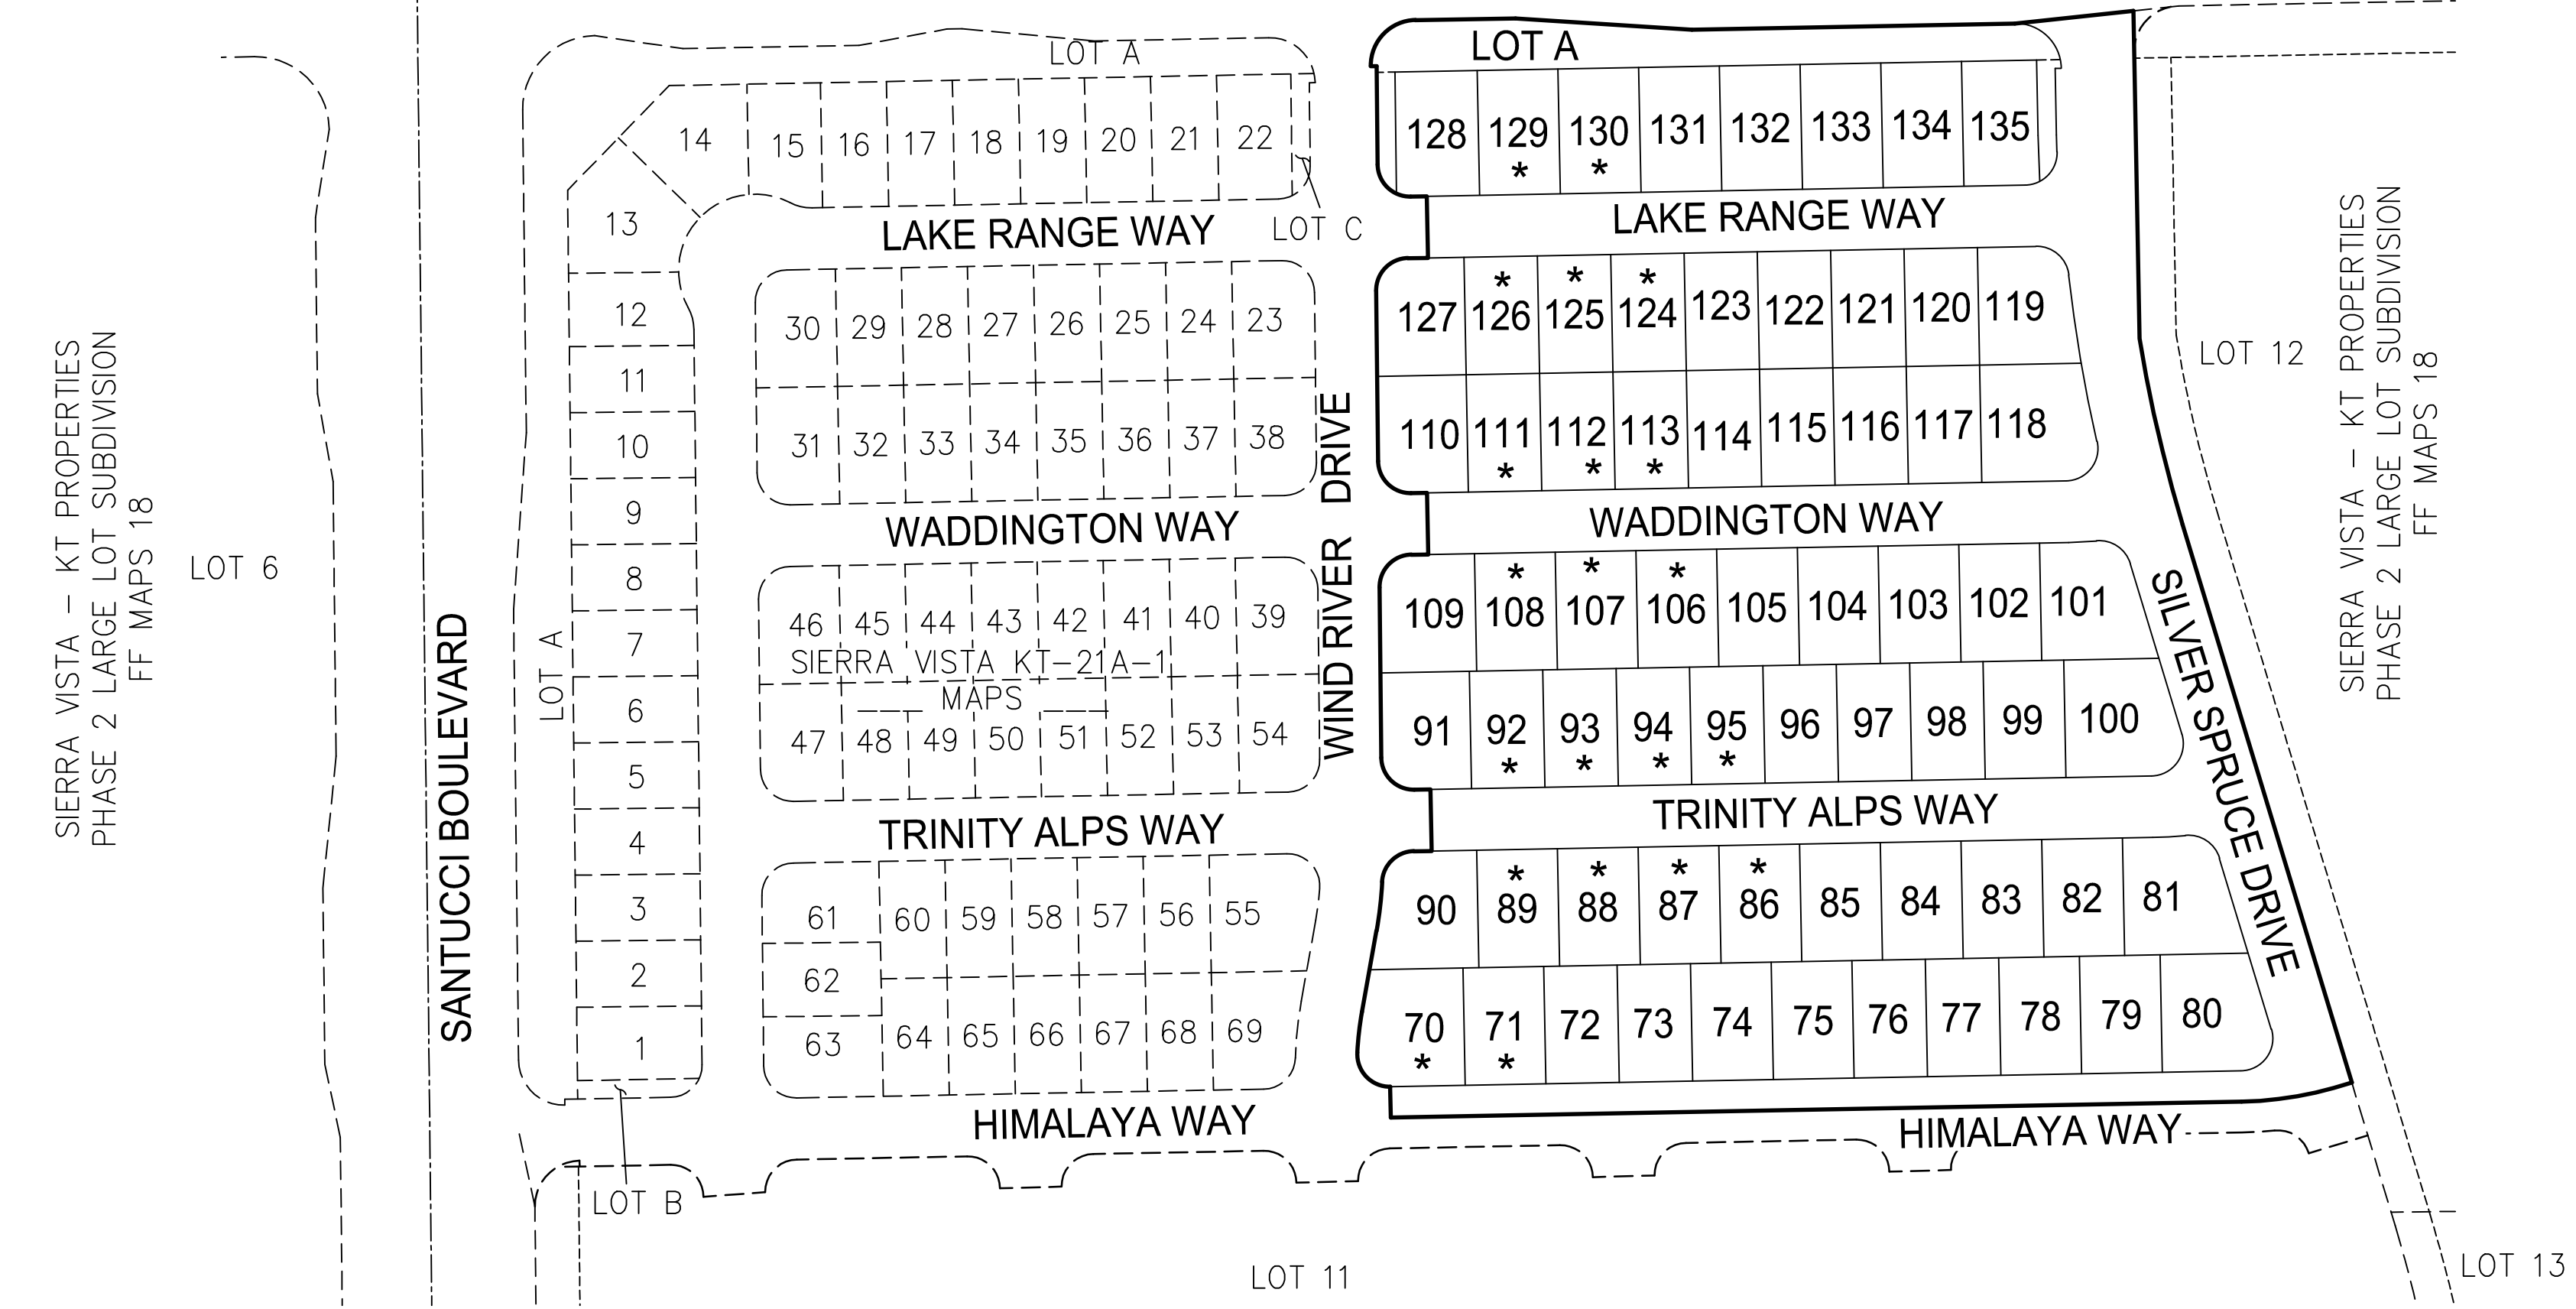 LOT A
LOT A
128 129 130 131 132 133 134 135
* *
14 15 16 17 18 19 20 21 22
13
LAKE RANGE WAY
LOT C
LAKE RANGE WAY
* * *
127 126 125 124 123 122 121 120 119
12
30 29 28 27 26 25 24 23
11
10
31 32 33 34 35 36 37 38
110 111 112 113 114 115 116 117 118
* * *
9
WADDINGTON WAY
WADDINGTON WAY
8
* * *
109 108 107 106 105 104 103 102 101
46 45 44 43 42 41 40 39
7
SIERRA VISTA KT-21A-1
___ MAPS ___
6
47 48 49 50 51 52 53 54
91 92 93 94 95 96 97 98 99 100
* * * *
5
TRINITY ALPS WAY
TRINITY ALPS WAY
4
* * * *
90 89 88 87 86 85 84 83 82 81
3
61 60 59 58 57 56 55
2
62
1
63 64 65 66 67 68 69
70 71 72 73 74 75 76 77 78 79 80
* *
HIMALAYA WAY
HIMALAYA WAY
LOT B
LOT 11
LOT 13
LOT 12
LOT 6
LOT A
SANTUCCI BOULEVARD
WIND RIVER DRIVE
SILVER SPRUCE DRIVE
SIERRA VISTA - KT PROPERTIES
PHASE 2 LARGE LOT SUBDIVISION
FF MAPS 18
SIERRA VISTA - KT PROPERTIES
PHASE 2 LARGE LOT SUBDIVISION
FF MAPS 18